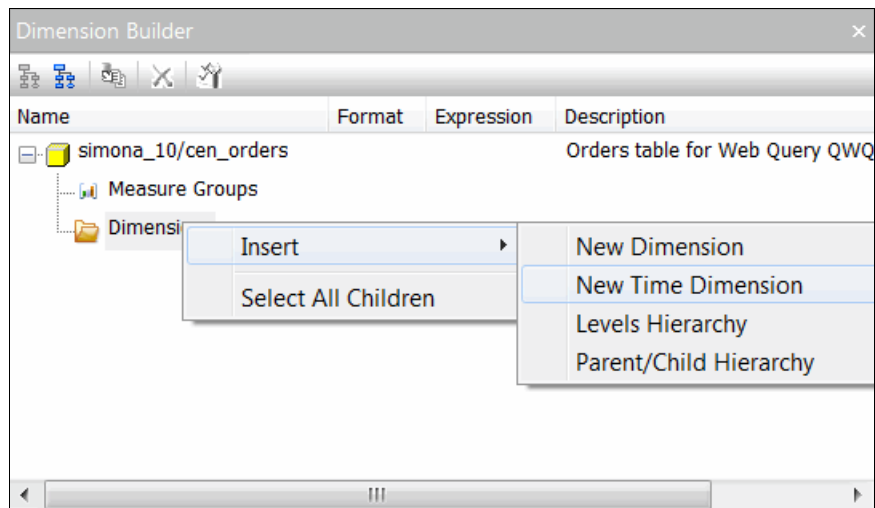 Dimension Builder
Name Format Expression Description
simona_10/cen_orders Orders table for Web Query QWQ
Measure Groups
Dimensi
Insert New Dimension
New Time Dimension
Select All Children
Levels Hierarchy
Parent/Child Hierarchy